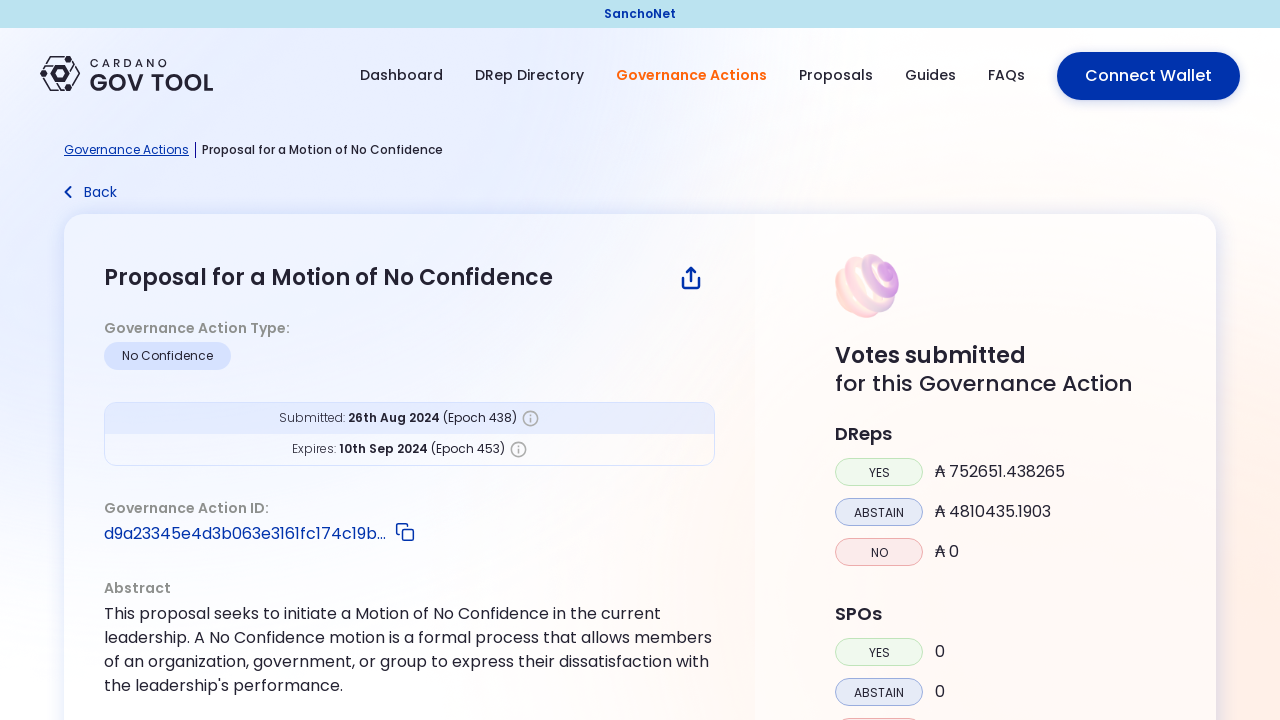 SanchoNet
CARDANO
GOV TOOL
Dashboard
DRep Directory
Governance Actions
Proposals
Guides
FAQs
Connect Wallet
Governance Actions | Proposal for a Motion of No Confidence
Back
Proposal for a Motion of No Confidence
Governance Action Type:
No Confidence
Submitted: 26th Aug 2024 (Epoch 438)
Expires: 10th Sep 2024 (Epoch 453)
Governance Action ID:
d9a23345e4d3b063e3161fc174c19b...
Abstract
This proposal seeks to initiate a Motion of No Confidence in the current
leadership. A No Confidence motion is a formal process that allows members
of an organization, government, or group to express their dissatisfaction with
the leadership's performance.
Votes submitted
for this Governance Action
DReps
YES ₳ 752651.438265
ABSTAIN ₳ 4810435.1903
NO ₳ 0
SPOs
YES 0
ABSTAIN 0